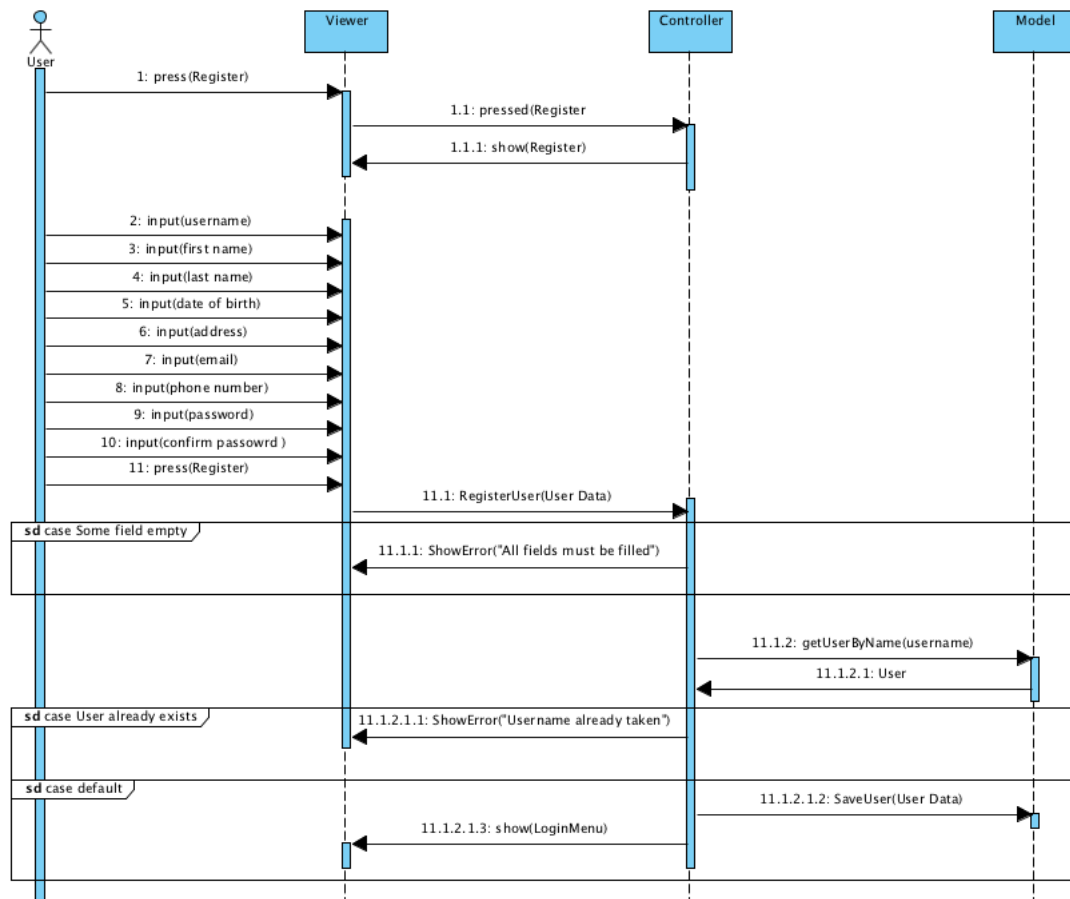 Viewer
Controller
Model
User
1: press(Register)
1.1: pressed(Register
1.1.1: show(Register)
2: input(username)
3: input(first name)
4: input(last name)
5: input(date of birth)
6: input(address)
7: input(email)
8: input(phone number)
9: input(password)
10: input(confirm passowrd )
11: press(Register)
11.1: RegisterUser(User Data)
sd case Some field empty
11.1.1: ShowError("All fields must be filled")
11.1.2: getUserByName(username)
11.1.2.1: User
sd case User already exists
11.1.2.1.1: ShowError("Username already taken")
sd case default
11.1.2.1.2: SaveUser(User Data)
11.1.2.1.3: show(LoginMenu)